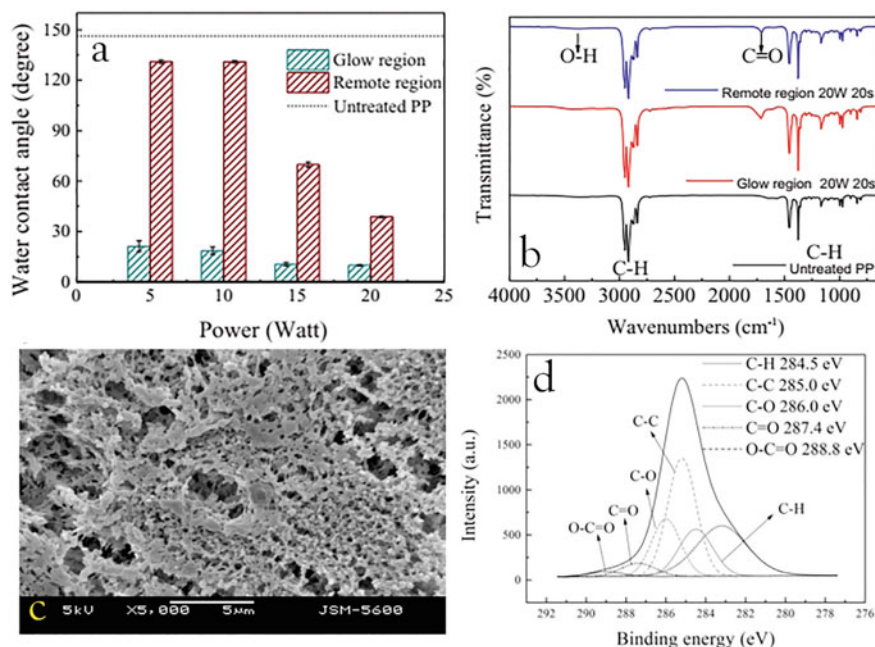 a
150
120
90
60
30
0
Water contact angle (degree)
Glow region
Remote region
Untreated PP
0 5 10 15 20 25
Power (Watt)
b
Transmittance (%)
O-H
C=O
Remote region 20W 20s
Glow region 20W 20s
C-H
C-H
Untreated PP
4000 3000 2000 1000
Wavenumbers (cm⁻¹)
C 5kV X5,000 5µm JSM-5600
d
2500
2000
1500
1000
500
0
Intensity (a.u.)
C-H 284.5 eV
C-C 285.0 eV
C-O 286.0 eV
C=O 287.4 eV
O-C=O 288.8 eV
C-C
C-O
C=O
O-C=O
C-H
292 290 288 286 284 282 280 278 276
Binding energy (eV)